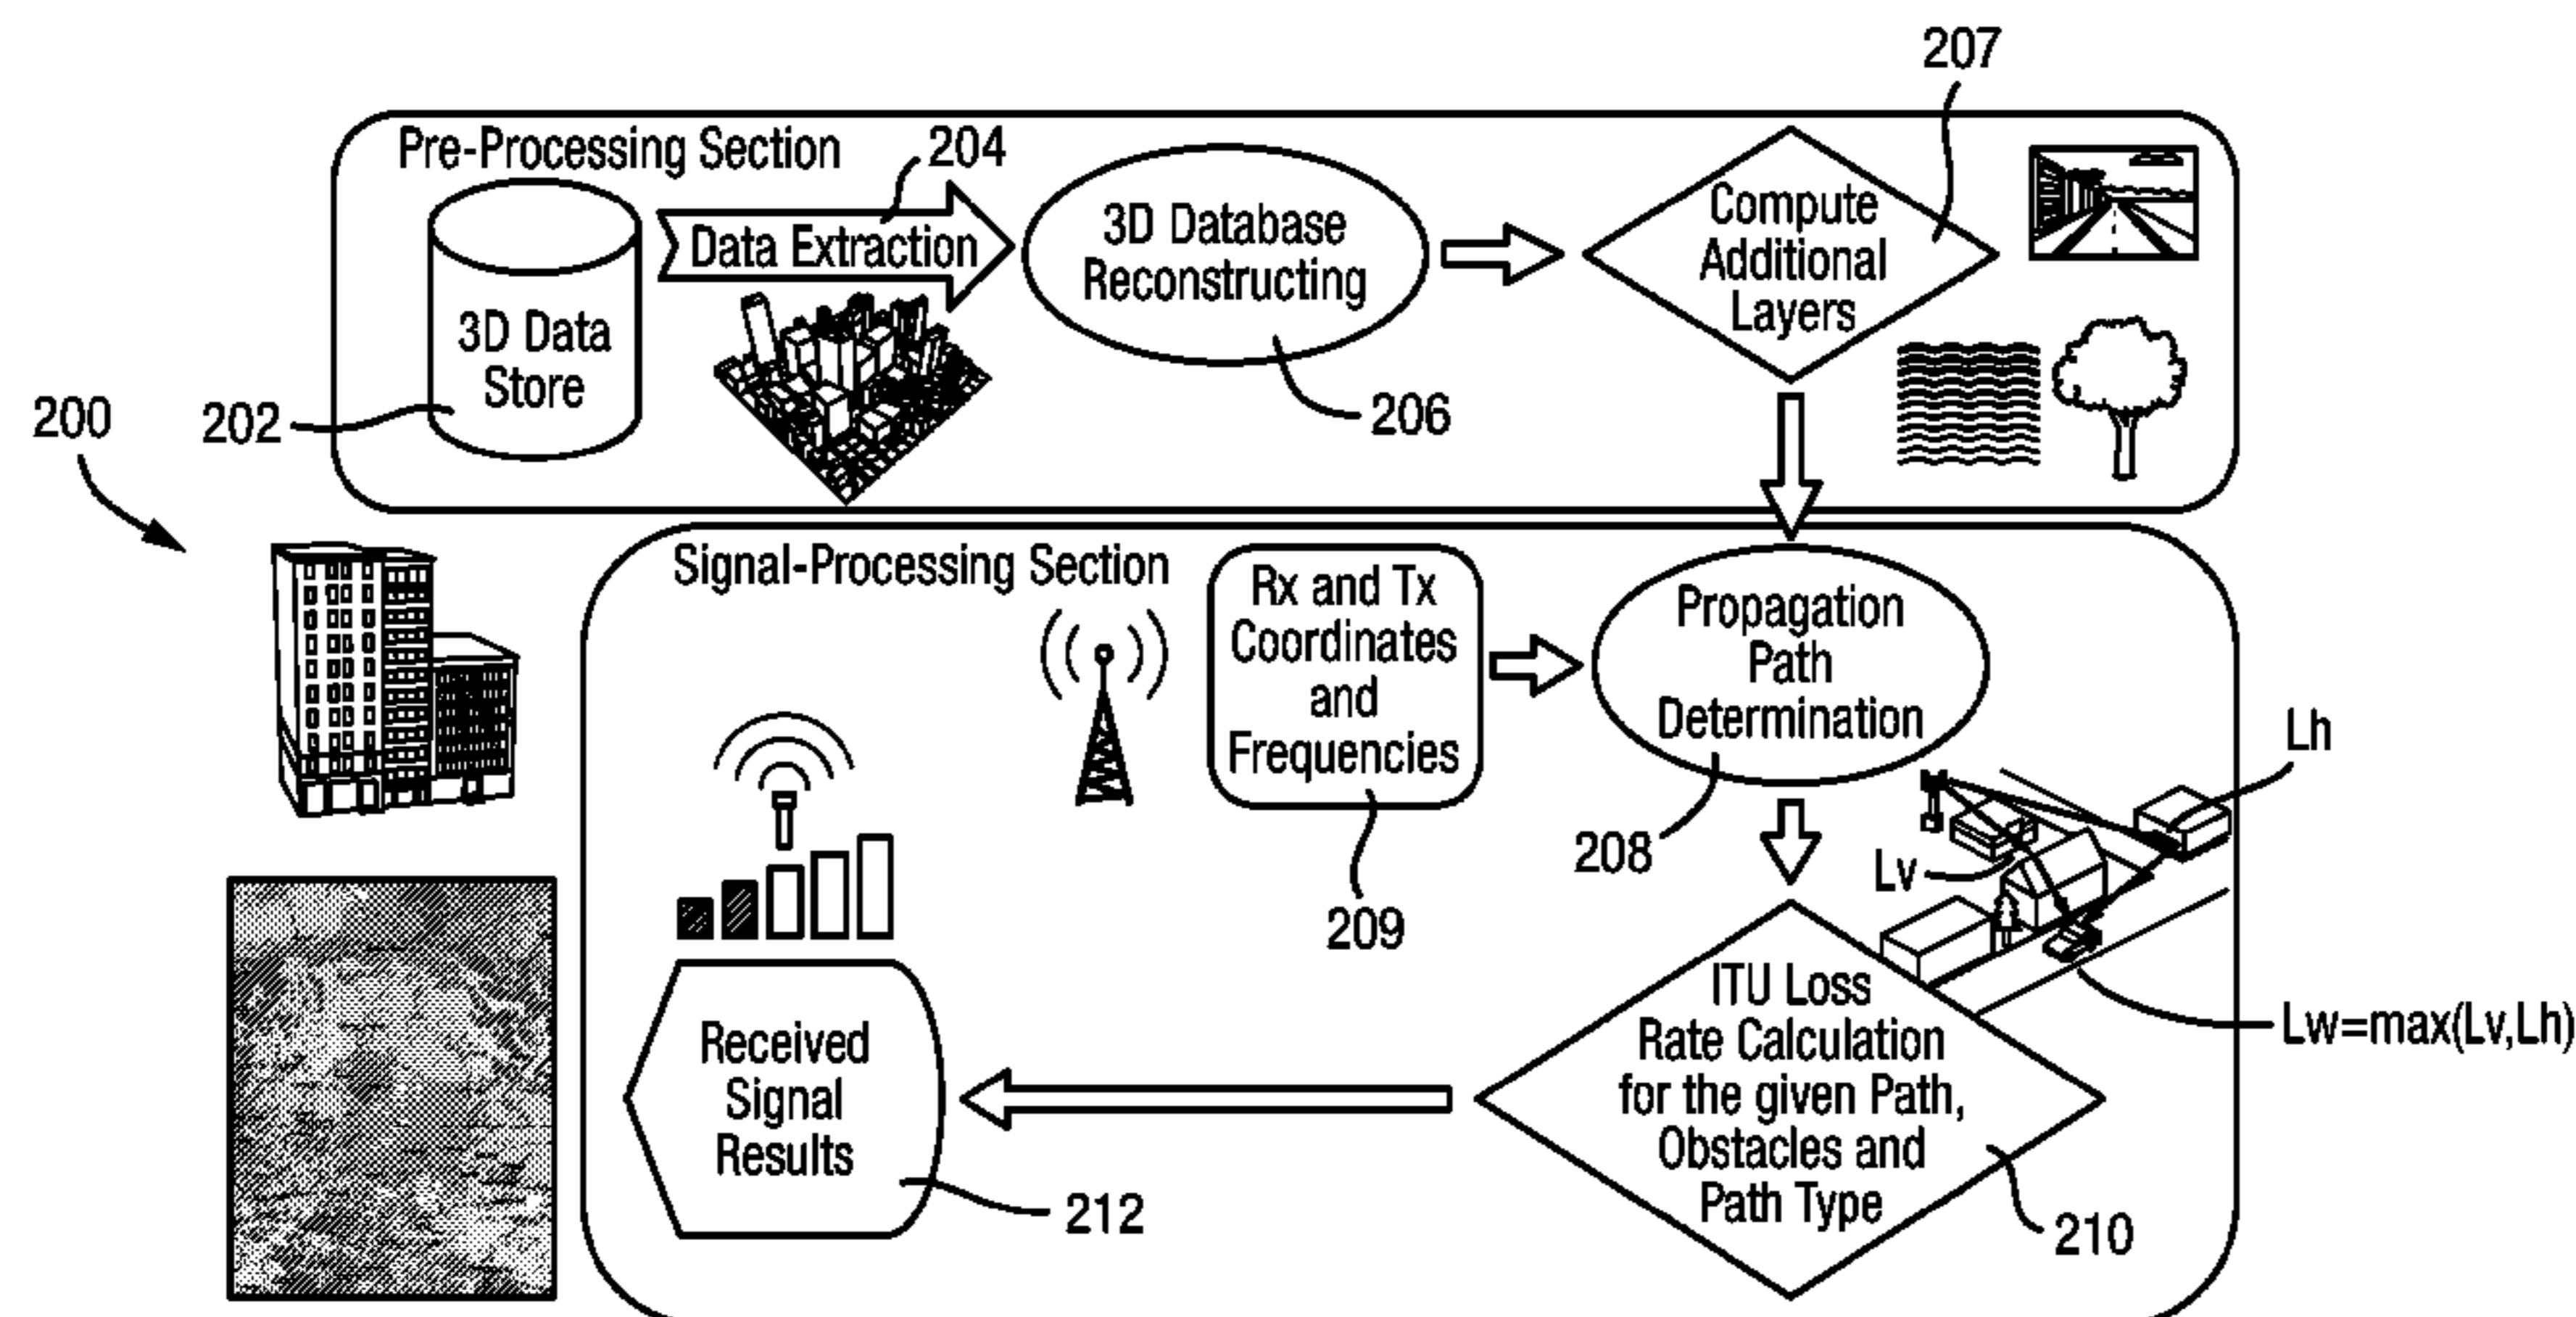 207
Pre-Processing Section
204
Data Extraction
3D Database
Reconstructing
Compute
Additional
Layers
3D Data
Store
200
202
206
Signal-Processing Section
Rx and Tx
Coordinates
and
Frequencies
Propagation
Path
Determination
Lh
208
Lv
209
ITU Loss
Rate Calculation
for the given Path,
Obstacles and
Path Type
Lw=max(Lv,Lh)
Received
Signal
Results
212
210